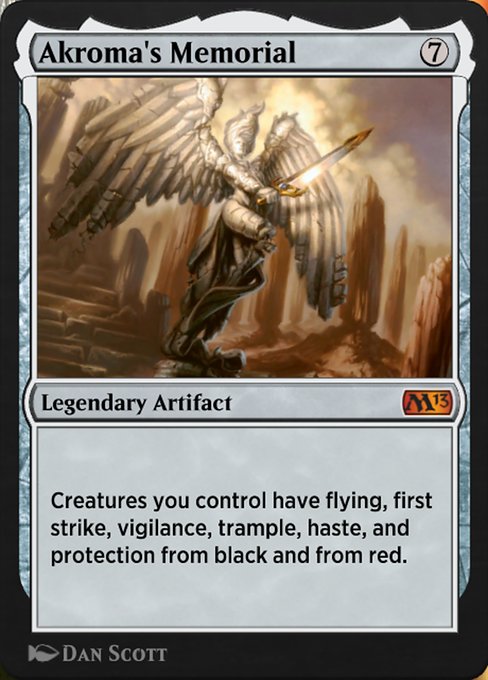 Akroma's Memorial 7
Legendary Artifact M13
Creatures you control have flying, first
strike, vigilance, trample, haste, and
protection from black and from red.
Dan Scott